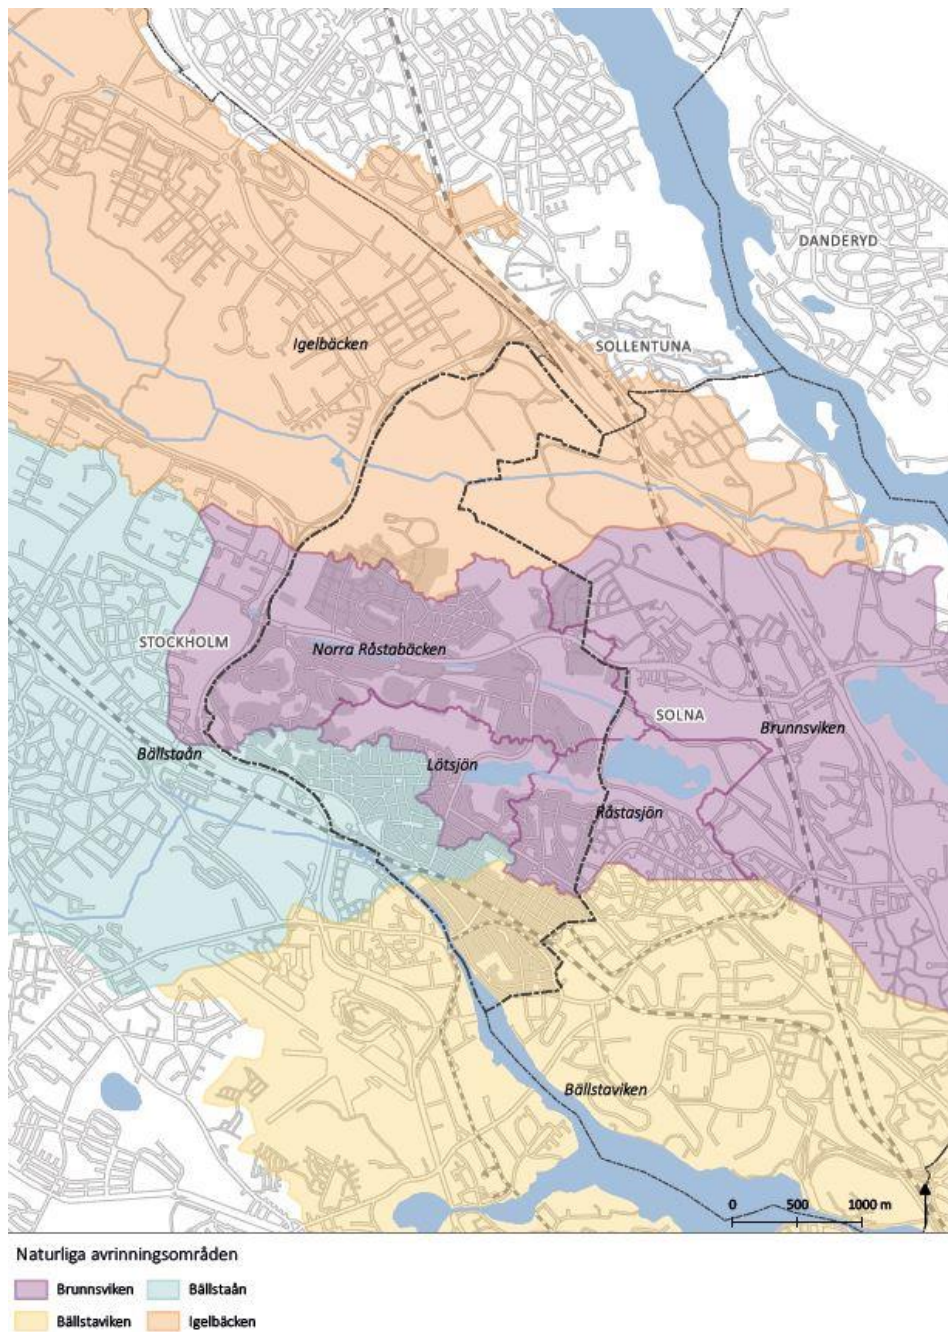 DANDERYD
Igelbäcken
SOLLENTUNA
STOCKHOLM
Norra Råstabäcken
SOLNA
Brunnsviken
Bällstaån
Lötsjön
Råstasjön
Bällstaviken
0 500 1000 m
Naturliga avrinningsområden
Brunnsviken Bällstaån
Bällstaviken Igelbäcken